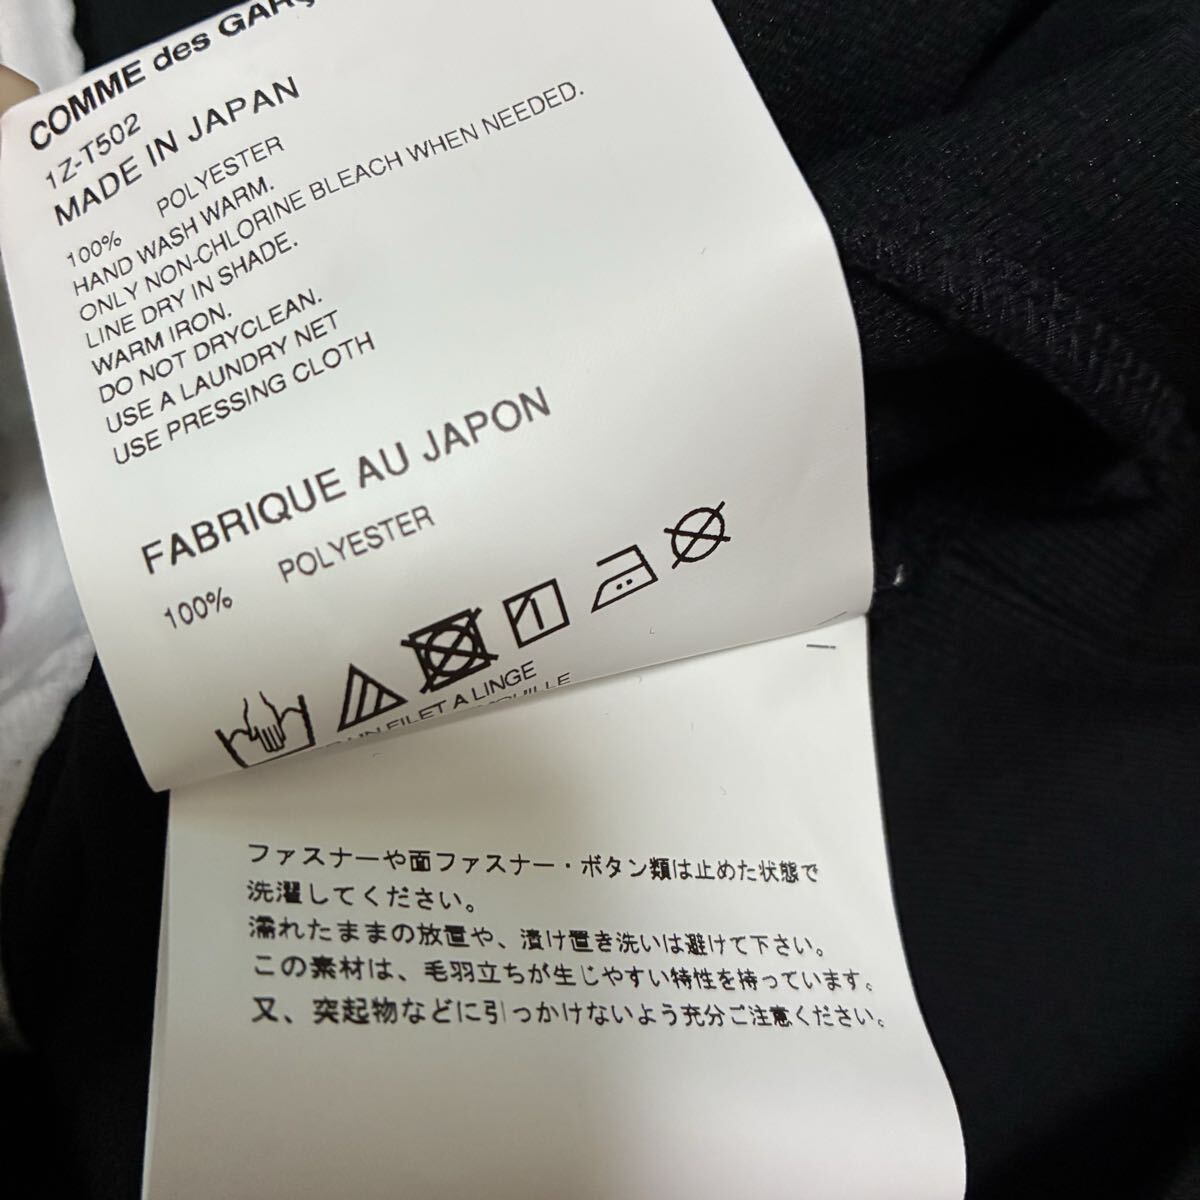 COMME des
1Z-T502
MADE IN JAPAN
100% POLYESTER
HAND WASH WARM.
ONLY NON-CHLORINE BLEACH WHEN NEEDED.
LINE DRY IN SHADE.
WARM IRON.
DO NOT DRYCLEAN.
USE A LAUNDRY NET
USE PRESSING CLOTH
FABRIQUE AU JAPON
100% POLYESTER
UN FILET A LINGE
ファスナーや面ファスナー・ボタン類は止めた状態で
洗濯してください。
濡れたままの放置や、漬け置き洗いは避けて下さい。
この素材は、毛羽立ちが生じやすい特性を持っています。
又、突起物などに引っかけないよう充分ご注意ください。